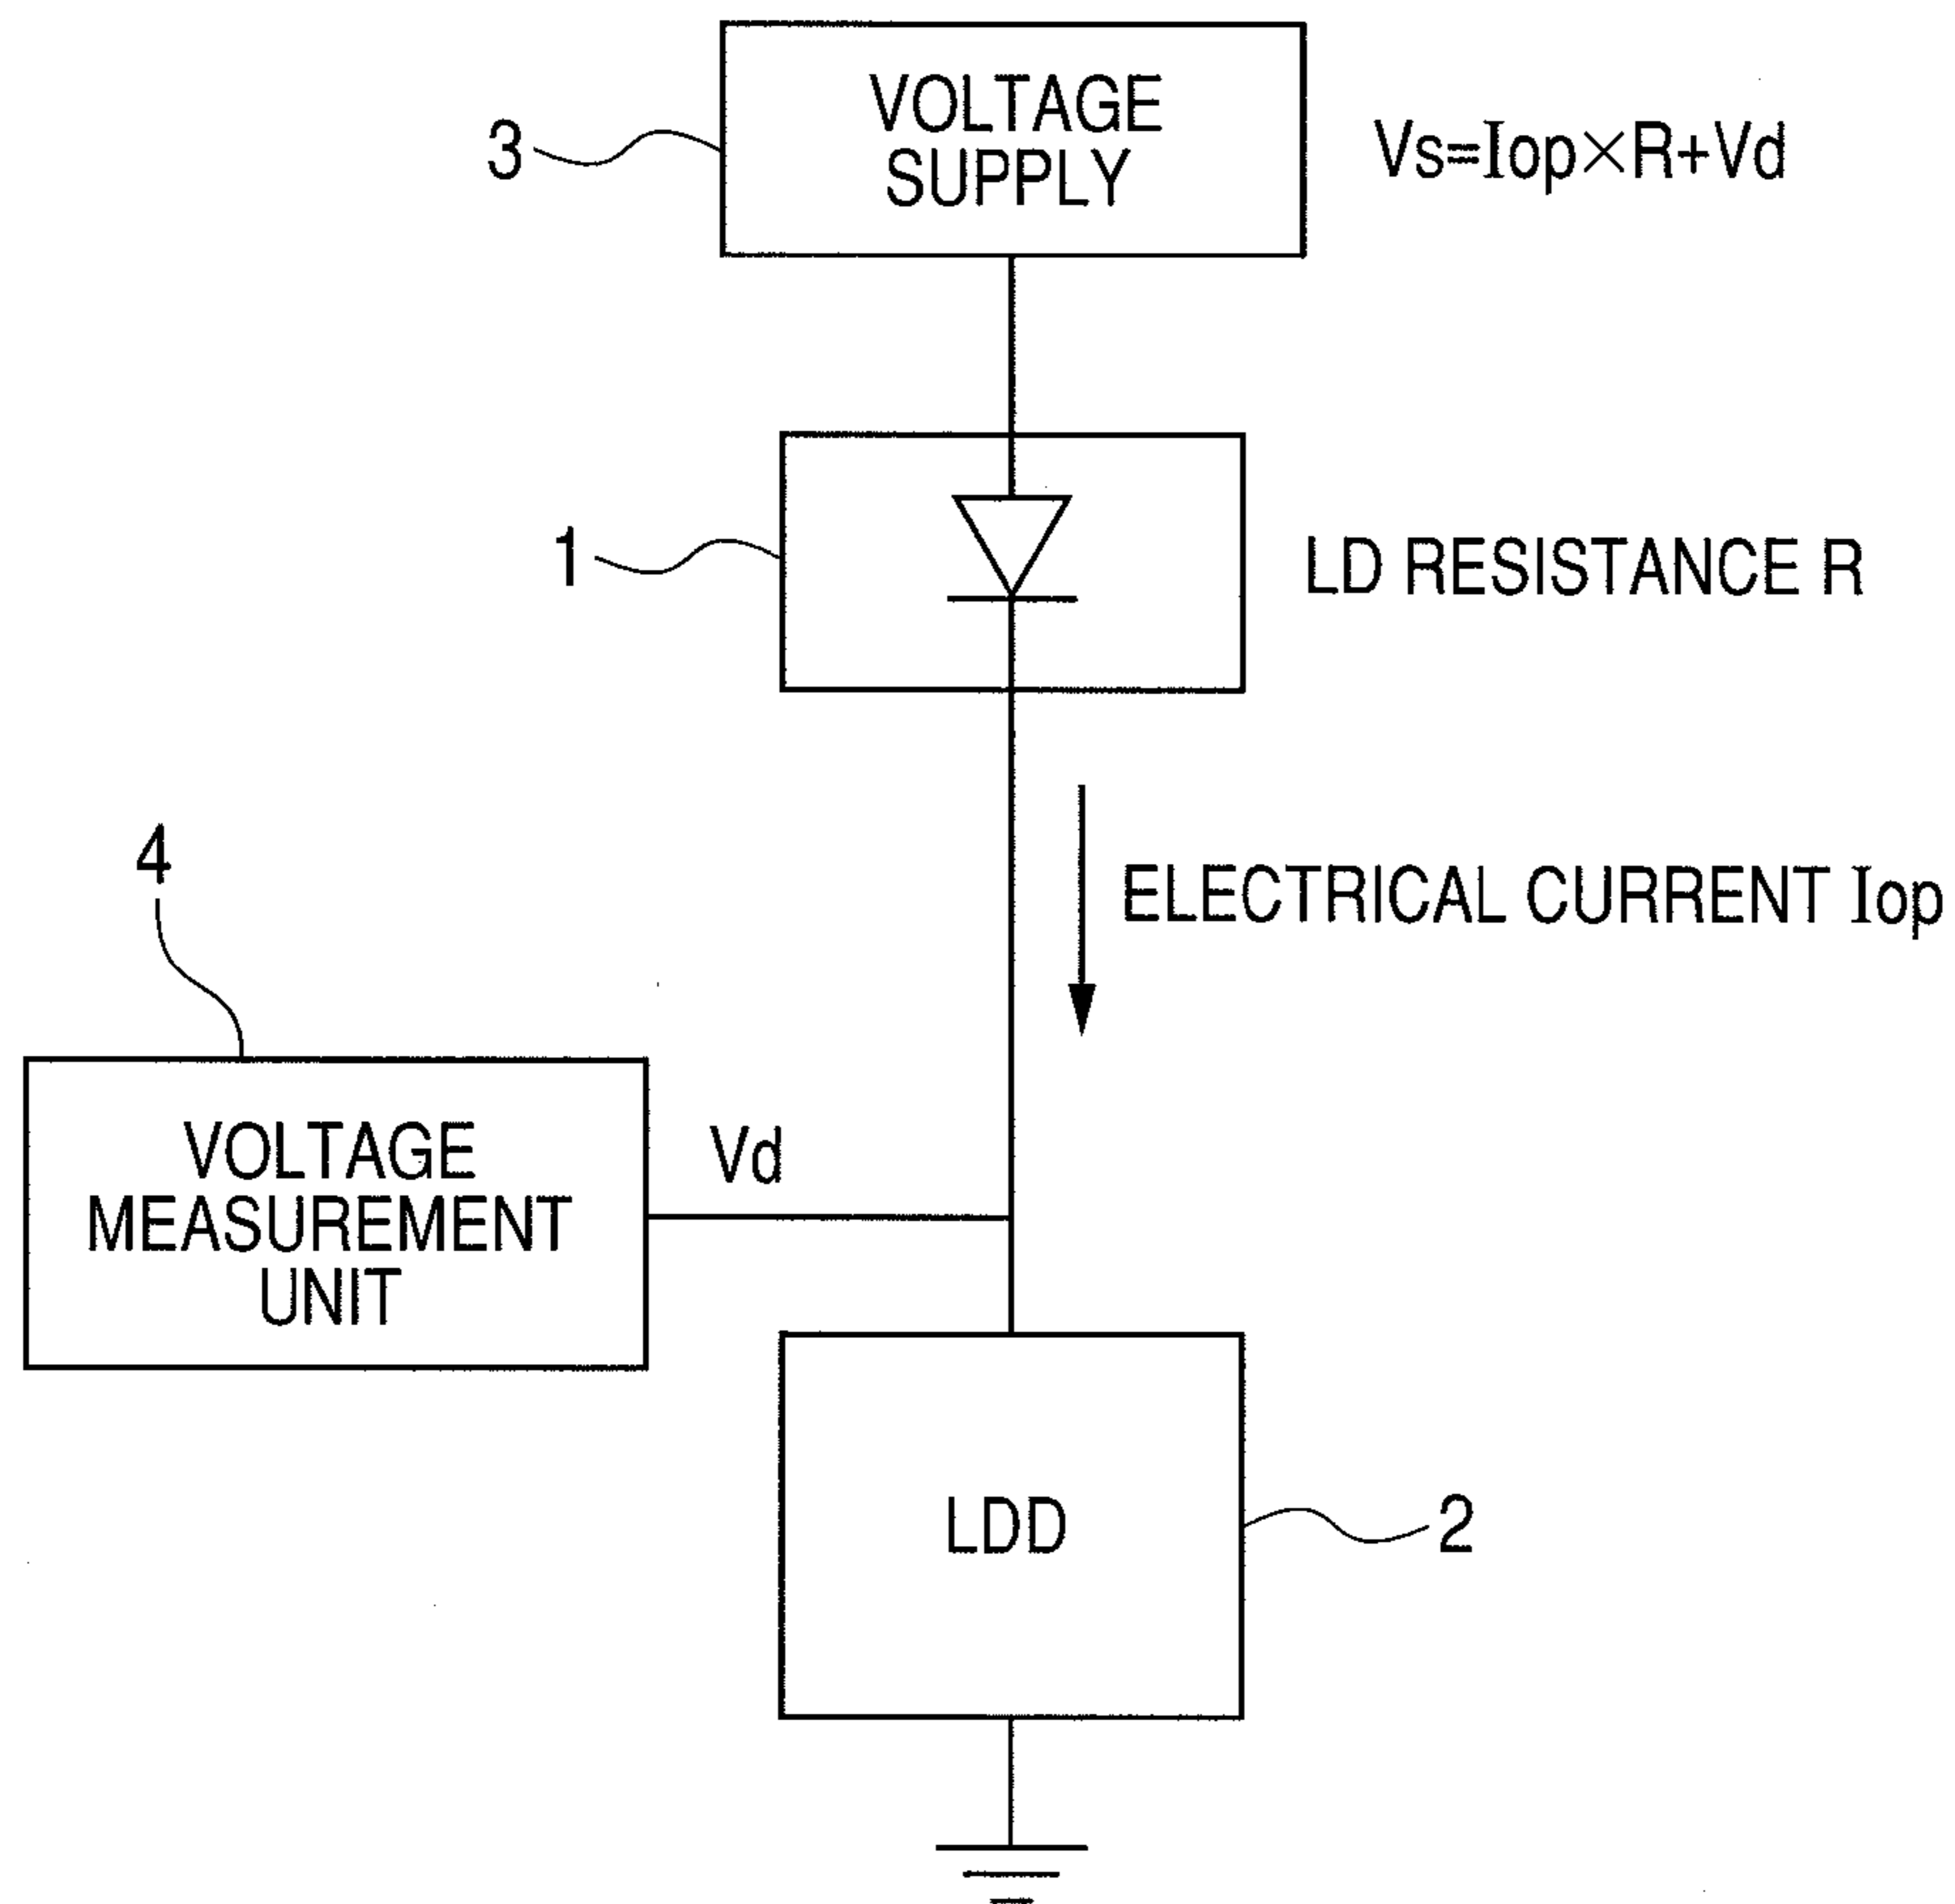 VOLTAGE
SUPPLY
3
Vs=Iop×R+Vd
1
LD RESISTANCE R
4
ELECTRICAL CURRENT Iop
VOLTAGE
MEASUREMENT
UNIT
Vd
LDD
2